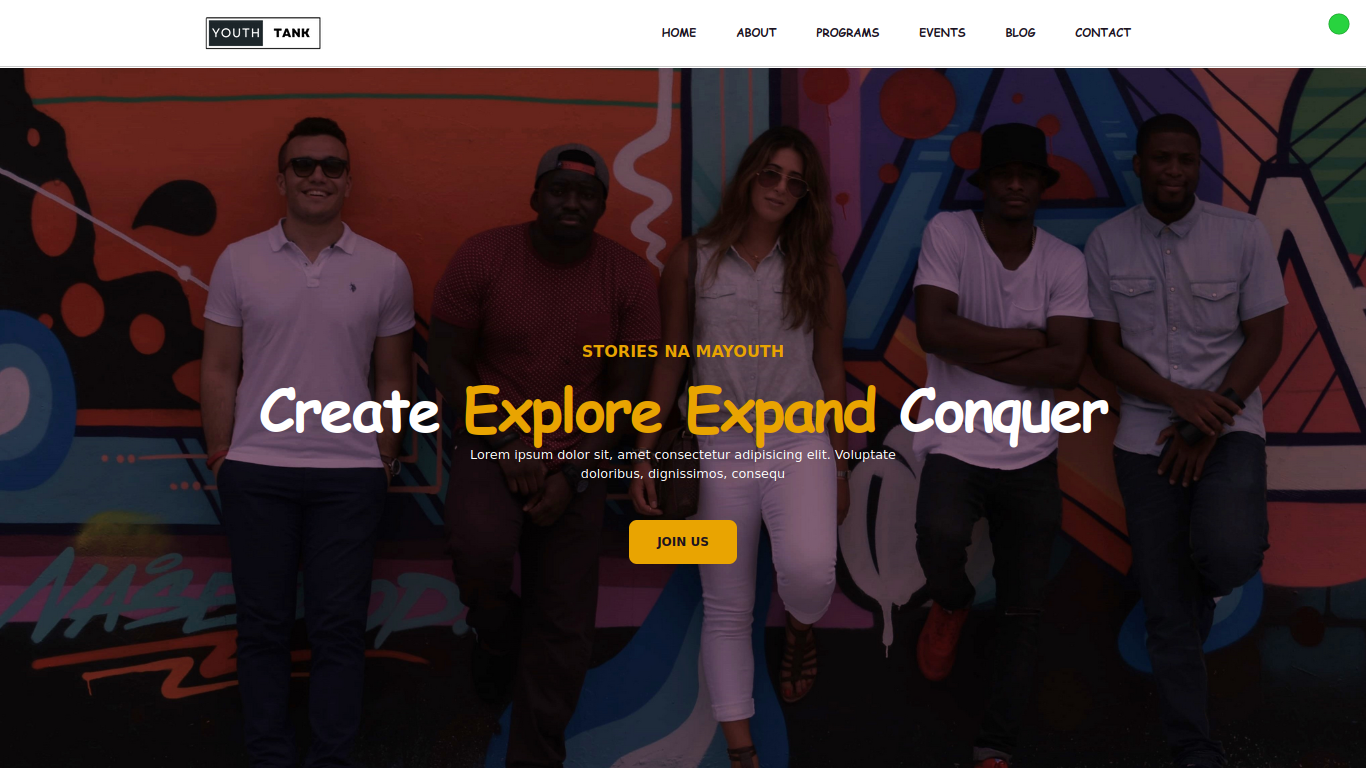 YOUTH TANK
HOME ABOUT PROGRAMS EVENTS BLOG CONTACT
STORIES NA MAYOUTH
Create Explore Expand Conquer
Lorem ipsum dolor sit, amet consectetur adipisicing elit. Voluptate
doloribus, dignissimos, consequ
JOIN US